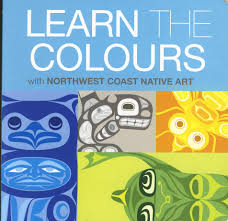 LEARN THE
COLOURS
with NORTHWEST COAST NATIVE ART